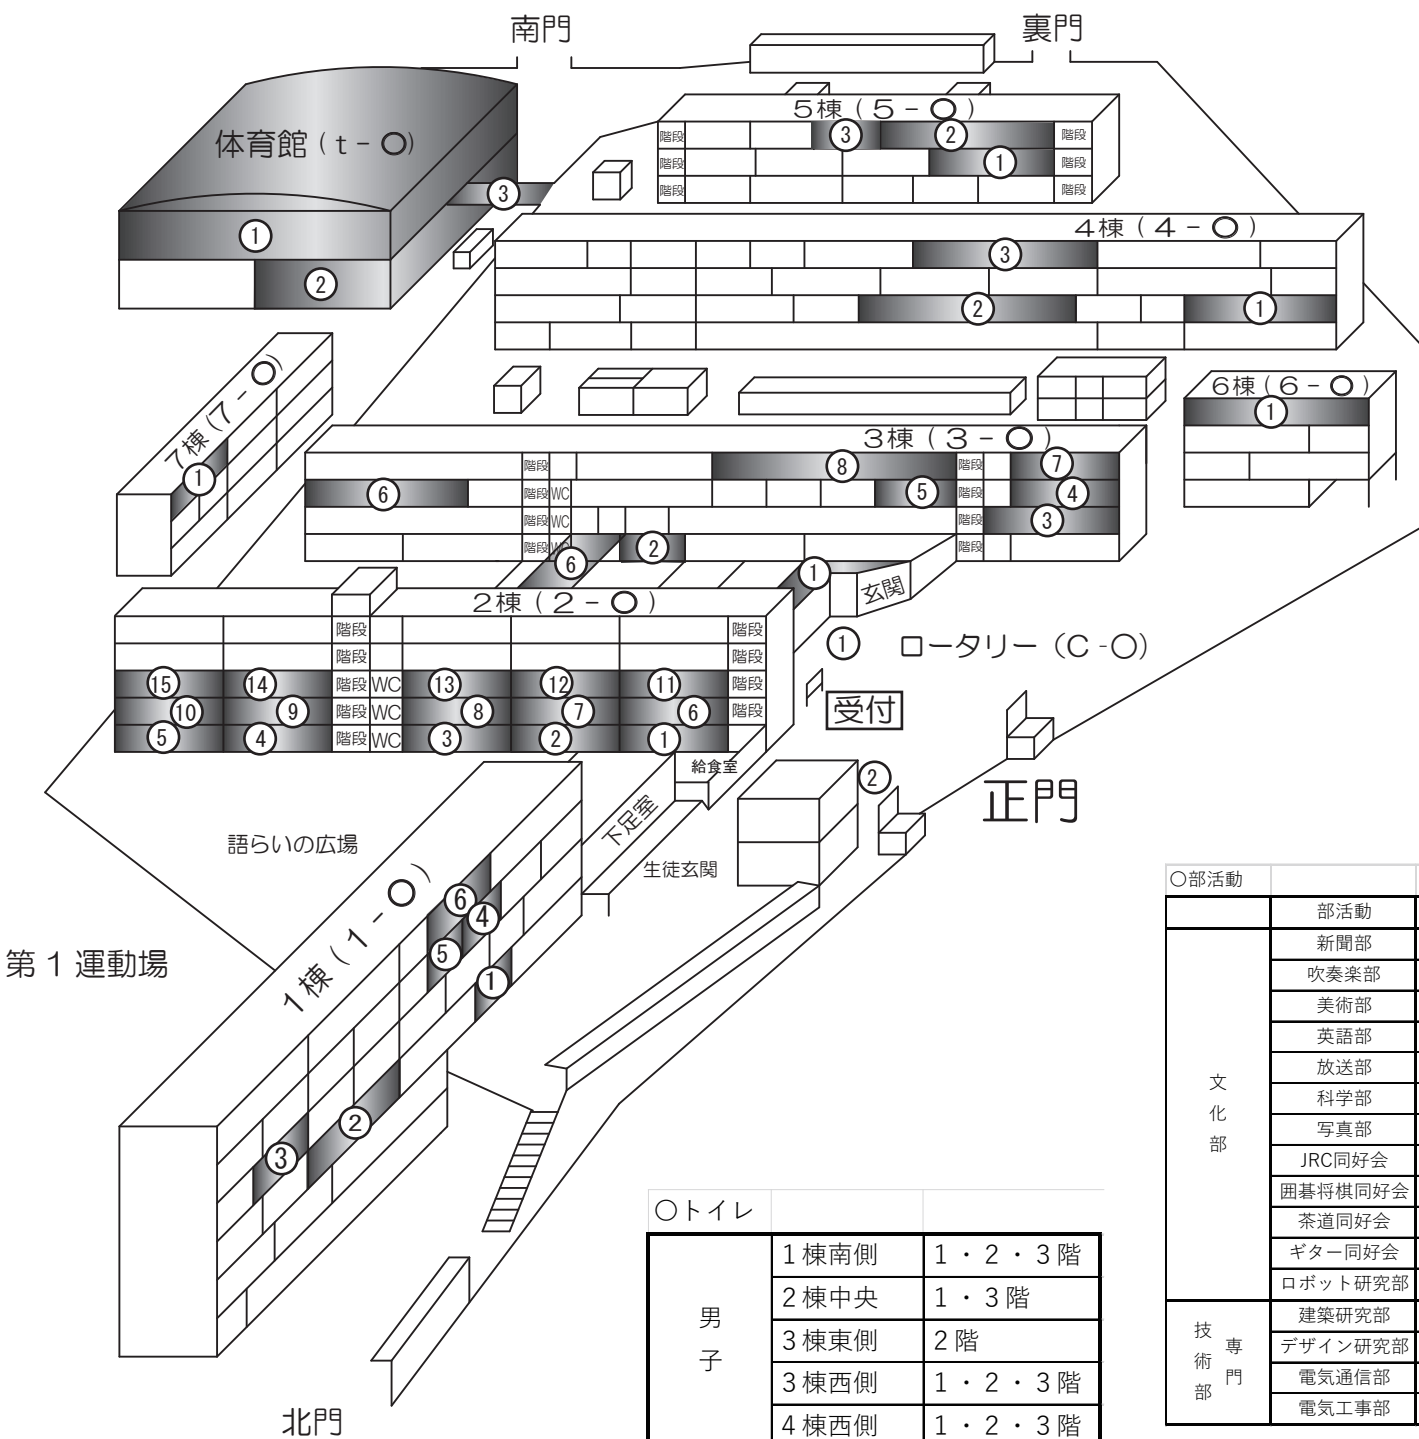 南門
裏門
体育館（t－〇）
①
②
③
5棟（５－〇）
階段
③
②
階段
階段
①
階段
階段
階段
4棟（４－〇）
③
②
①
7棟（7－〇）
①
6棟（６－〇）
①
3棟（３－〇）
階段
⑧
階段
⑦
⑥
階段
WC
⑤
階段
④
階段
WC
階段
③
階段
WC
⑥
②
階段
①
玄関
2棟（２－〇）
階段
階段
階段
階段
⑮
⑭
階段
WC
⑬
⑫
⑪
階段
⑩
⑨
階段
WC
⑧
⑦
⑥
階段
⑤
④
階段
WC
③
②
①
①
ロータリー（C -〇）
受付
給食室
下足室
生徒玄関
②
正門
語らいの広場
第１運動場
1棟（１－〇）
⑥
④
⑤
①
②
③
北門
〇トイレ
男子
1棟南側 1・2・3階
2棟中央 1・3階
3棟東側 2階
3棟西側 1・2・3階
4棟西側 1・2・3階
〇部活動
部活動
文化部
新聞部
吹奏楽部
美術部
英語部
放送部
科学部
写真部
JRC同好会
囲碁将棋同好会
茶道同好会
ギター同好会
ロボット研究部
専門
技術部
建築研究部
デザイン研究部
電気通信部
電気工事部